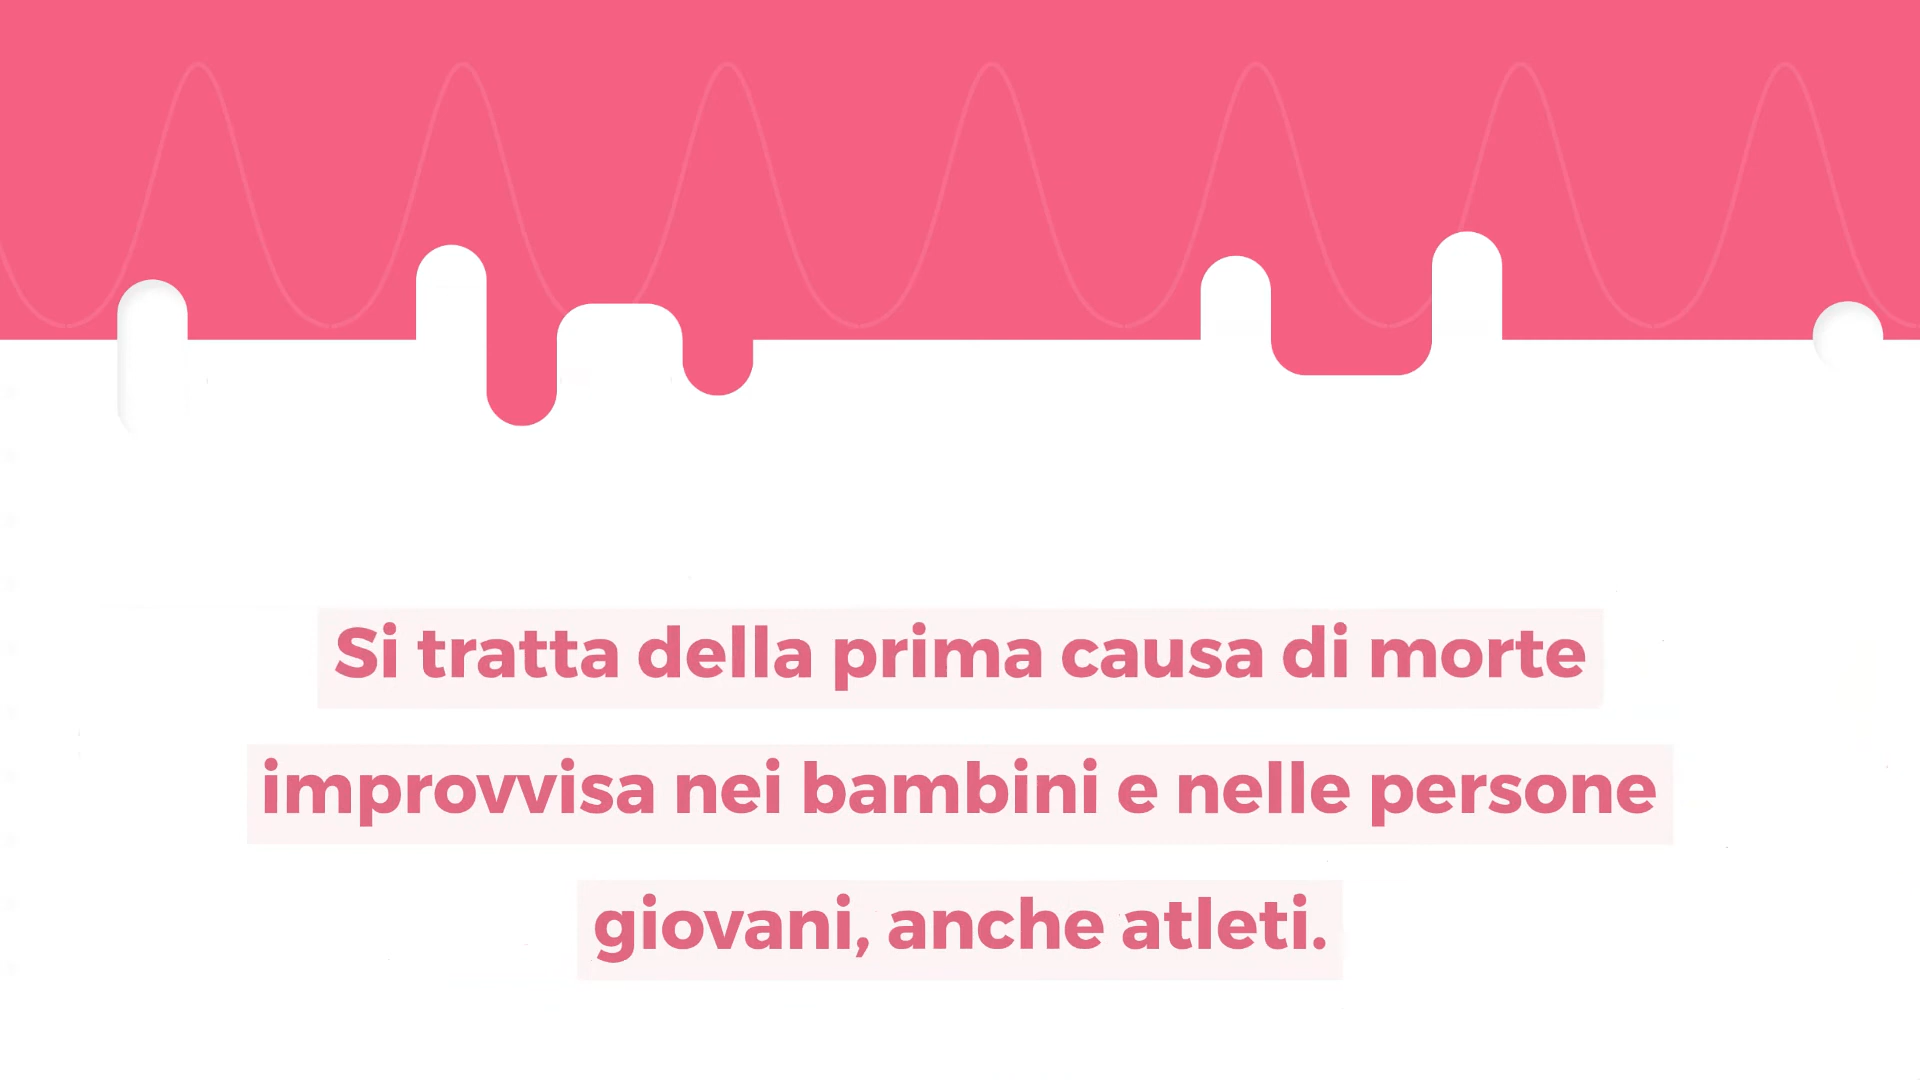 Si tratta della prima causa di morte
improvvisa nei bambini e nelle persone
giovani, anche atleti.